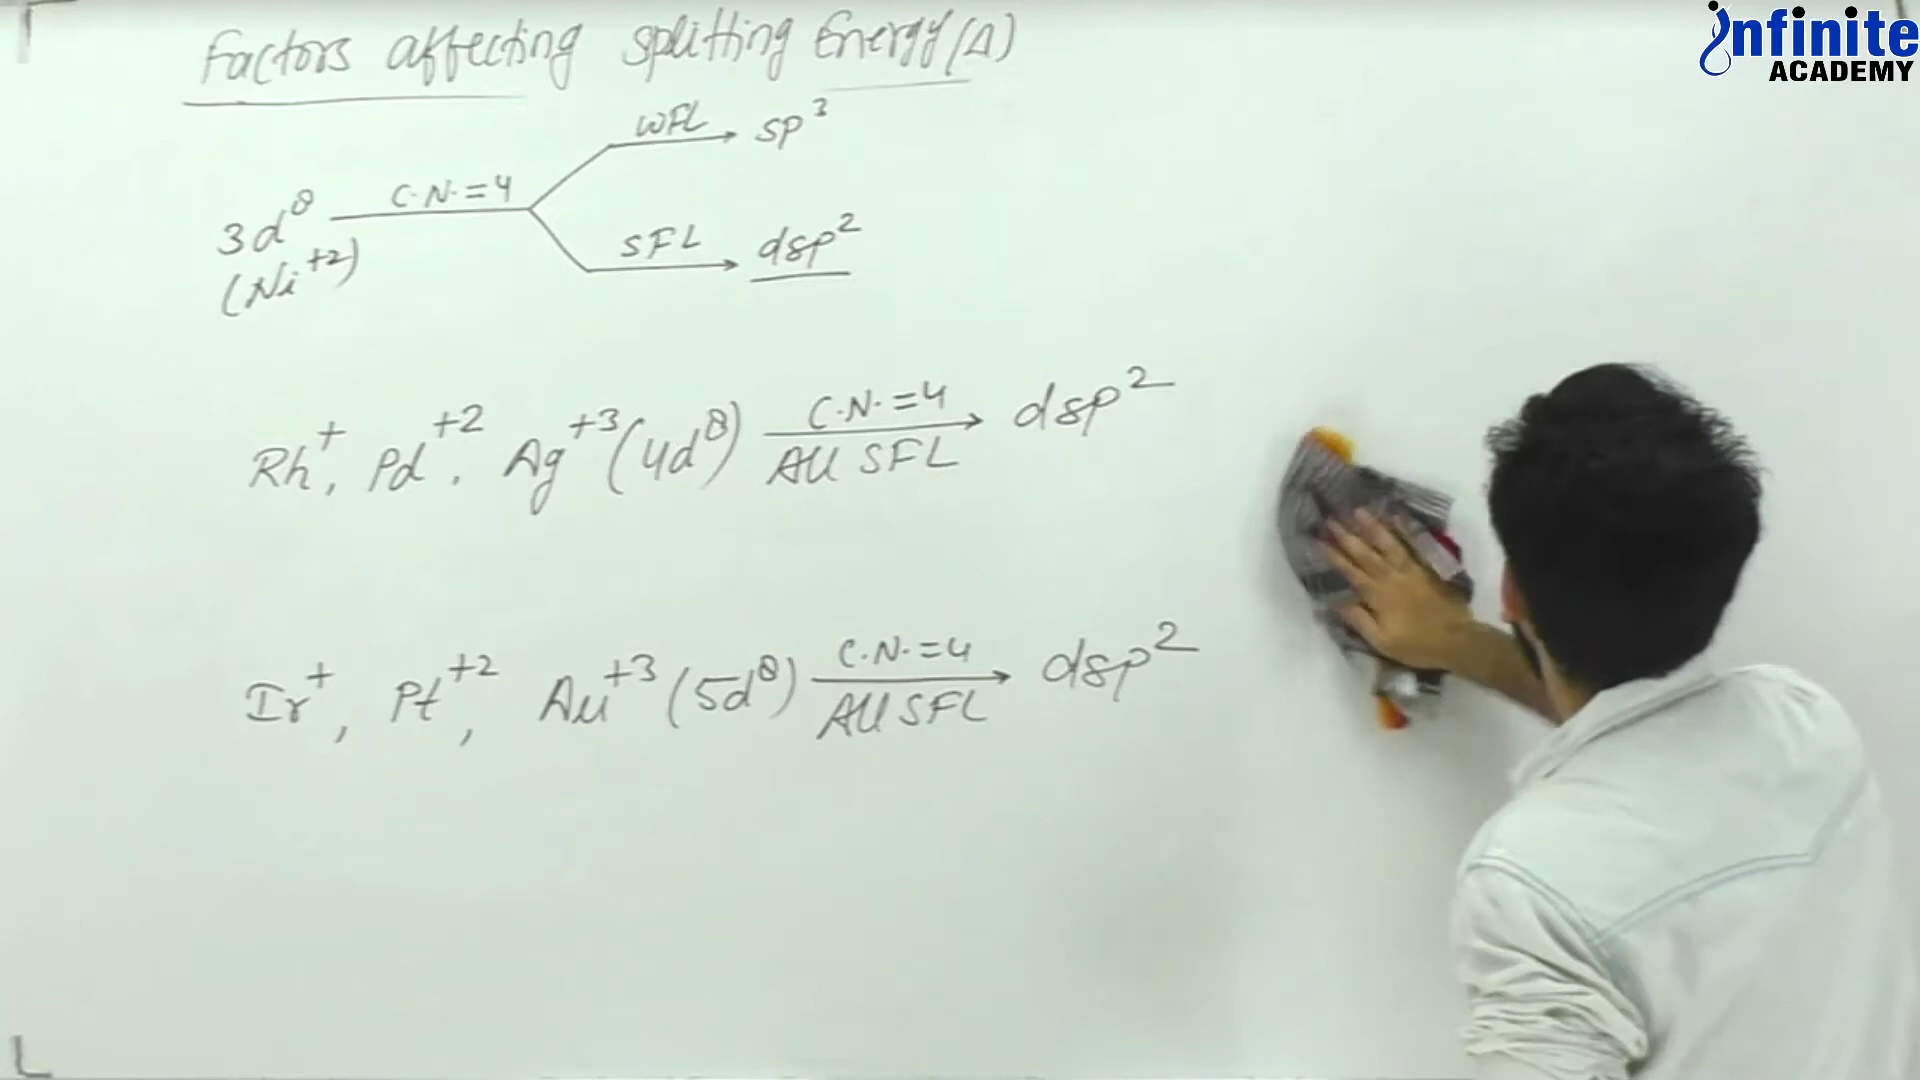 Factors affecting splitting Energy (Δ)
infinite
ACADEMY
WFL sp³
3d⁸ C.N.=4
(Ni⁺²)
SFL dsp²
Rh⁺, Pd⁺², Ag⁺³ (4d⁸) C.N.=4 dsp²
All SFL
Ir⁺, Pt⁺², Au⁺³ (5d⁸) C.N.=4 dsp²
All SFL